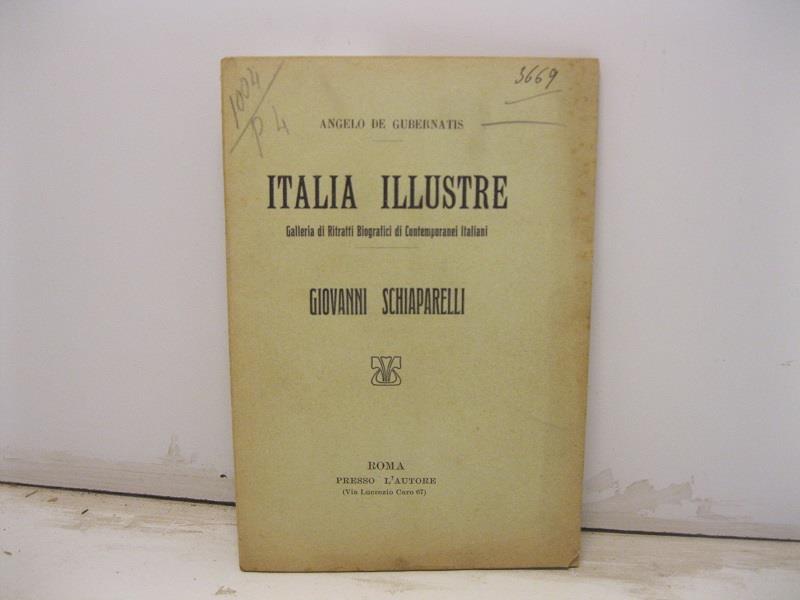 1004
P 4
3669
ANGELO DE GUBERNATIS
ITALIA ILLUSTRE
Galleria di Ritratti Biografici di Contemporanei Italiani
GIOVANNI SCHIAPARELLI
ROMA
PRESSO L'AUTORE
(Via Lucrezio Caro 67)